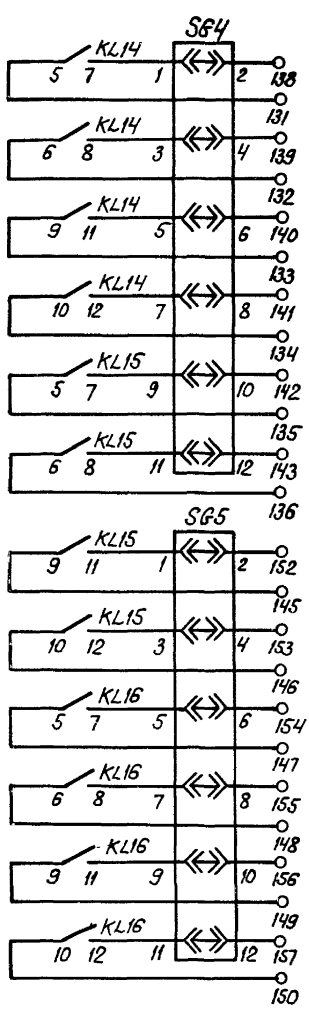 SG4
KL14
5 7 1 2 138
131
KL14
6 8 3 4 139
132
KL14
9 11 5 6 140
133
KL14
10 12 7 8 141
134
KL15
5 7 9 10 142
135
KL15
6 8 11 12 143
136
SG5
KL15
9 11 1 2 152
145
KL15
10 12 3 4 153
146
KL16
5 7 5 6 154
147
KL16
6 8 7 8 155
148
KL16
9 11 9 10 156
149
KL16
10 12 11 12 157
150